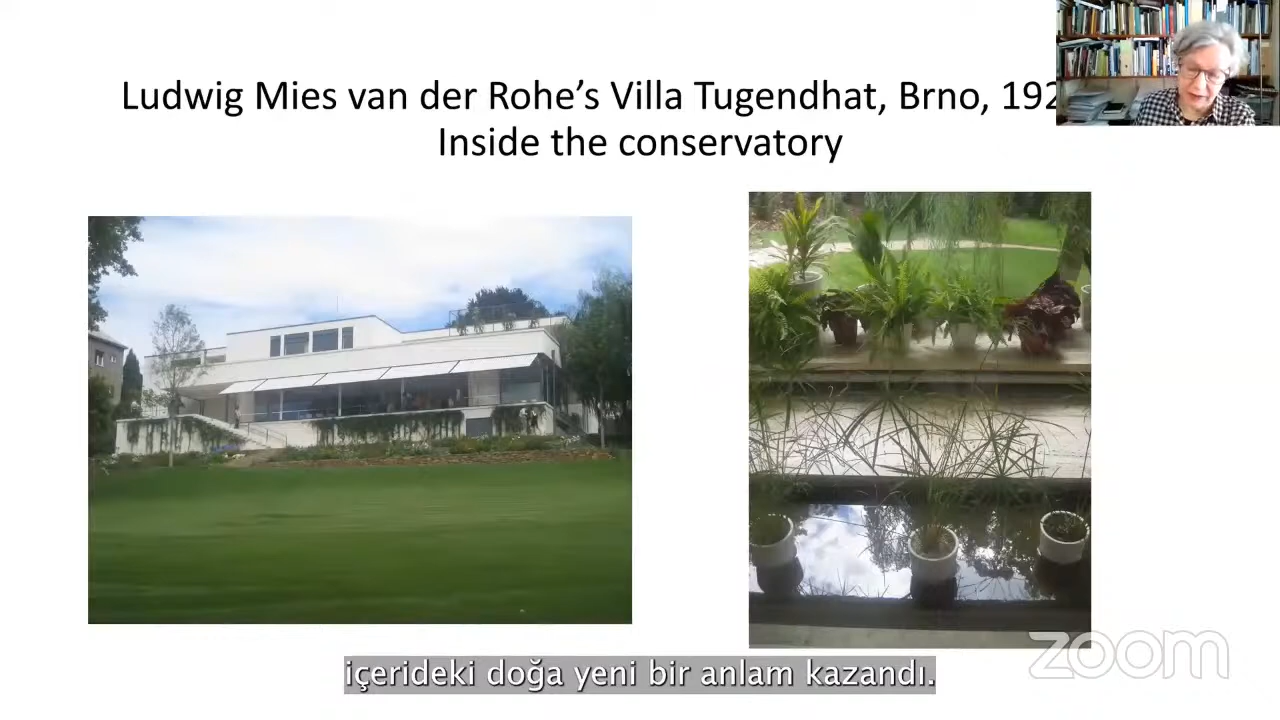 Ludwig Mies van der Rohe’s Villa Tugendhat, Brno, 192
Inside the conservatory
içerideki doğa yeni bir anlam kazandı.
zoom